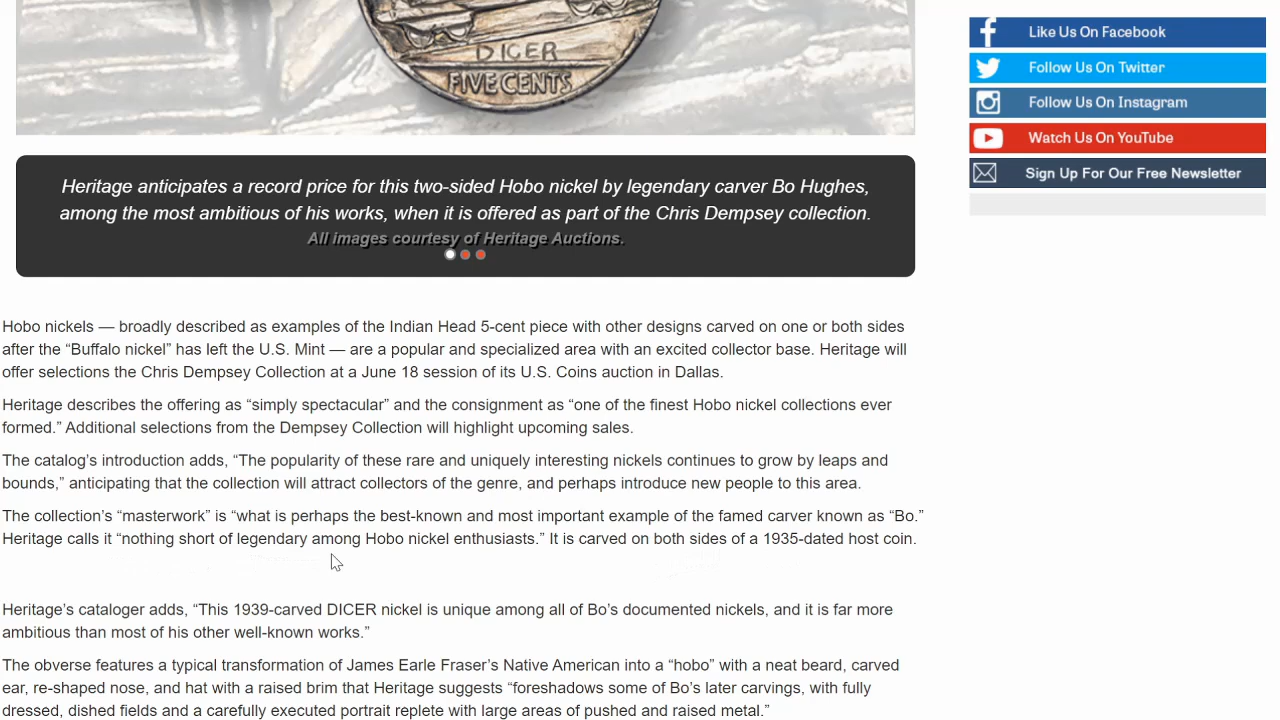 DICER
FIVE CENTS
Like Us On Facebook
Follow Us On Twitter
Follow Us On Instagram
Watch Us On YouTube
Sign Up For Our Free Newsletter
Heritage anticipates a record price for this two-sided Hobo nickel by legendary carver Bo Hughes,
among the most ambitious of his works, when it is offered as part of the Chris Dempsey collection.
All images courtesy of Heritage Auctions.
Hobo nickels — broadly described as examples of the Indian Head 5-cent piece with other designs carved on one or both sides
after the “Buffalo nickel” has left the U.S. Mint — are a popular and specialized area with an excited collector base. Heritage will
offer selections the Chris Dempsey Collection at a June 18 session of its U.S. Coins auction in Dallas.
Heritage describes the offering as “simply spectacular” and the consignment as “one of the finest Hobo nickel collections ever
formed.” Additional selections from the Dempsey Collection will highlight upcoming sales.
The catalog’s introduction adds, “The popularity of these rare and uniquely interesting nickels continues to grow by leaps and
bounds,” anticipating that the collection will attract collectors of the genre, and perhaps introduce new people to this area.
The collection’s “masterwork” is “what is perhaps the best-known and most important example of the famed carver known as “Bo.”
Heritage calls it “nothing short of legendary among Hobo nickel enthusiasts.” It is carved on both sides of a 1935-dated host coin.
Heritage’s cataloger adds, “This 1939-carved DICER nickel is unique among all of Bo’s documented nickels, and it is far more
ambitious than most of his other well-known works.”
The obverse features a typical transformation of James Earle Fraser’s Native American into a “hobo” with a neat beard, carved
ear, re-shaped nose, and hat with a raised brim that Heritage suggests “foreshadows some of Bo’s later carvings, with fully
dressed, dished fields and a carefully executed portrait replete with large areas of pushed and raised metal.”